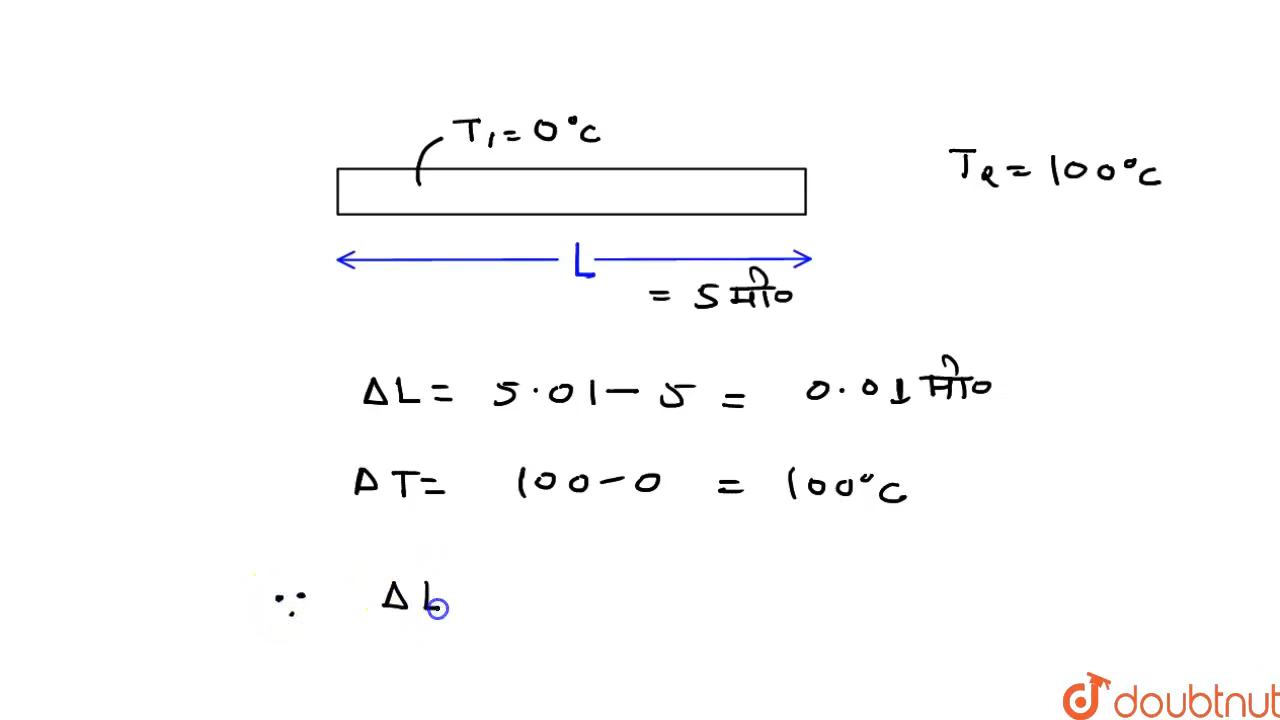 T₁ = 0°C
T₂ = 100°C
L
= 5 मी०
ΔL = 5.01 - 5 = 0.01 मी०
ΔT = 100 - 0 = 100°C
∵ ΔL
doubtnut